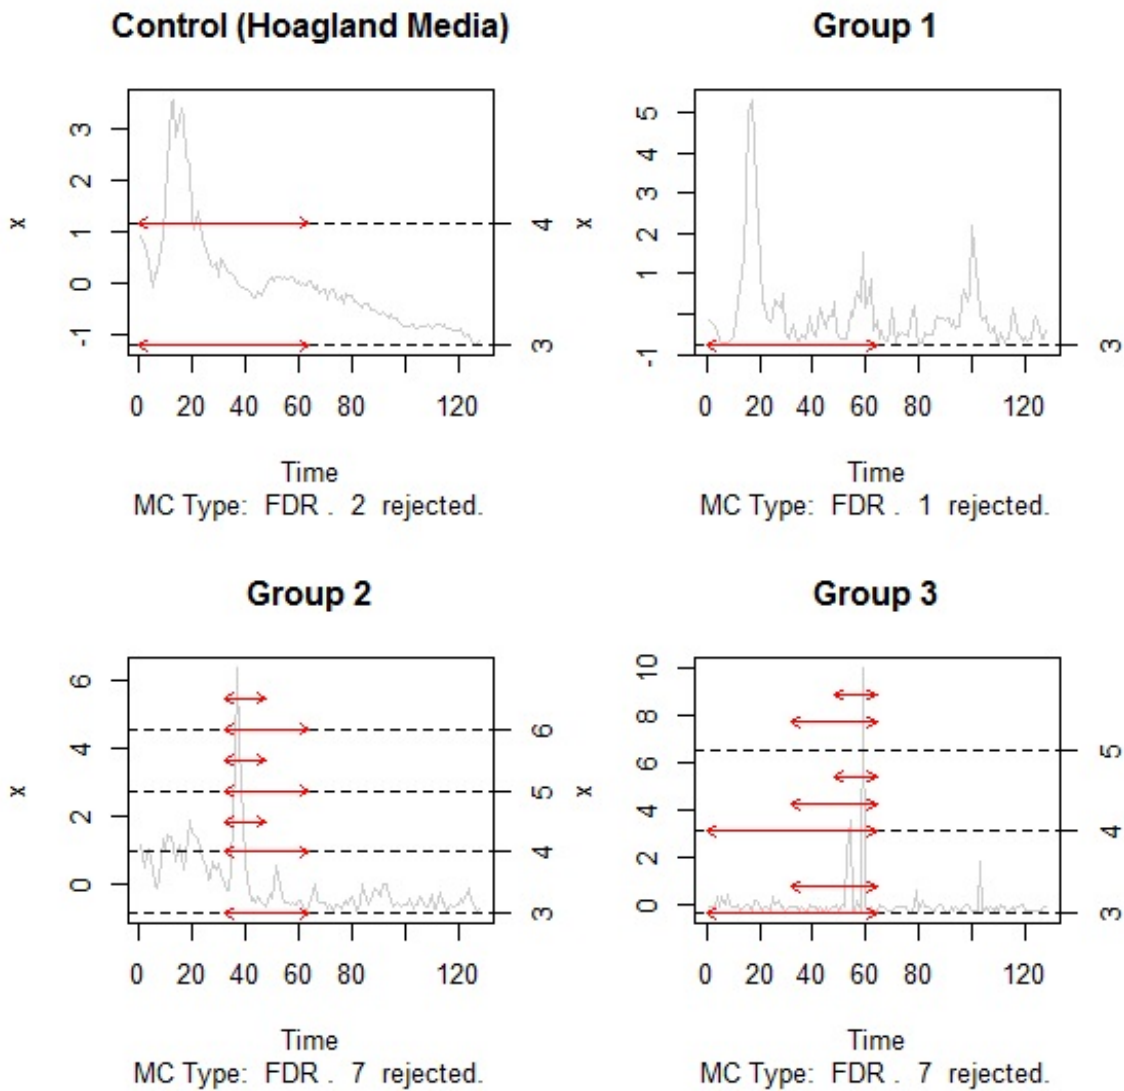 Control (Hoagland Media)
x
3
2
1
0
-1
4
3
0 20 40 60 80 120
Time
MC Type: FDR . 2 rejected.
Group 1
x
5
4
3
2
1
-1
3
0 20 40 60 80 120
Time
MC Type: FDR . 1 rejected.
Group 2
x
6
4
2
0
6
5
4
3
0 20 40 60 80 120
Time
MC Type: FDR . 7 rejected.
Group 3
x
10
8
6
4
2
0
5
4
3
0 20 40 60 80 120
Time
MC Type: FDR . 7 rejected.